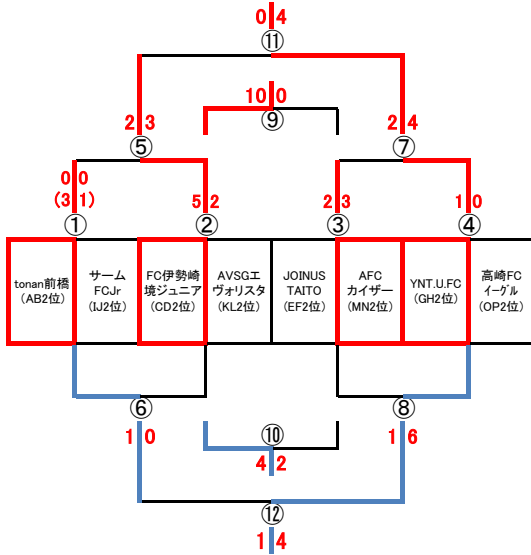 0 4
⑪
10 0
⑨
2 3
2 4
⑤
⑦
0 0
(3 1)
5 2
2 3
1 0
①
②
③
④
tonan前橋
(AB2位)
サーム
FCJr
(IJ2位)
FC伊勢崎
境ジュニア
(CD2位)
AVSGエ
ヴォリスタ
(KL2位)
JOINUS
TAITO
(EF2位)
AFC
カイザー
(MN2位)
YNT.U.FC
(GH2位)
高崎FC
イーグル
(OP2位)
⑥
⑧
1 0
⑩
1 6
4 2
⑫
1 4